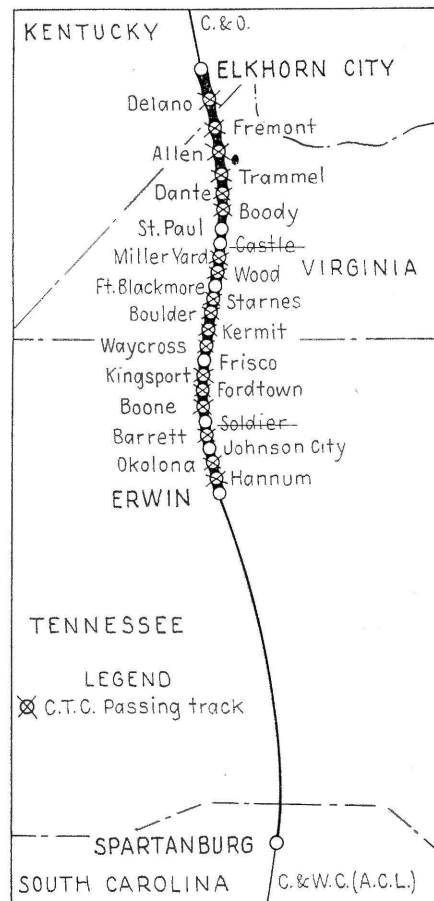 KENTUCKY
C.&O.
ELKHORN CITY
Delano
Fremont
Allen
Trammel
Dante
Boody
St. Paul
Castle
Miller Yard
VIRGINIA
Wood
Ft. Blackmore
Starnes
Boulder
Kermit
Waycross
Frisco
Kingsport
Fordtown
Boone
Soldier
Barrett
Johnson City
Okolona
Hannum
ERWIN
TENNESSEE
LEGEND
C.T.C. Passing track
SPARTANBURG
SOUTH CAROLINA
C.&W.C.(A.C.L.)